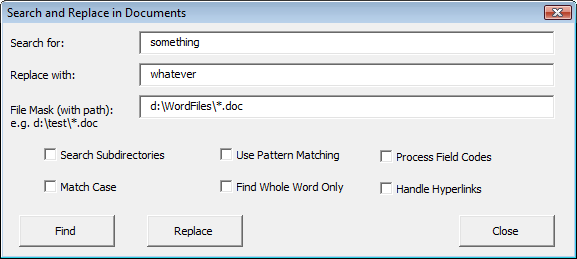 Search and Replace in Documents
Search for: something
Replace with: whatever
File Mask (with path): d:\WordFiles\*.doc
e.g. d:\test\*.doc
Search Subdirectories Use Pattern Matching Process Field Codes
Match Case Find Whole Word Only Handle Hyperlinks
Find Replace Close